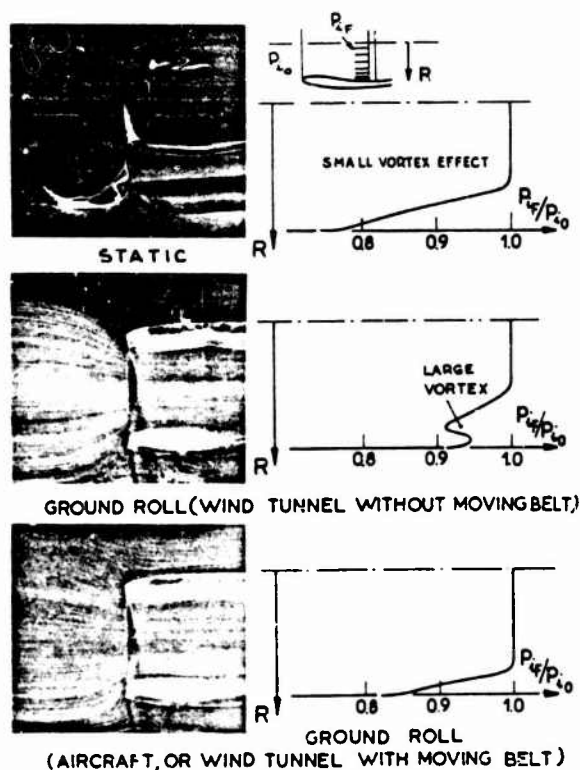 PiF
Pio
R
SMALL VORTEX EFFECT
PiF/Pio
0.8 0.9 1.0
R
STATIC
LARGE VORTEX
PiF/Pio
0.8 0.9 1.0
R
GROUND ROLL (WIND TUNNEL WITHOUT MOVING BELT)
PiF/Pio
0.8 0.9 1.0
R
GROUND ROLL
(AIRCRAFT, OR WIND TUNNEL WITH MOVING BELT)